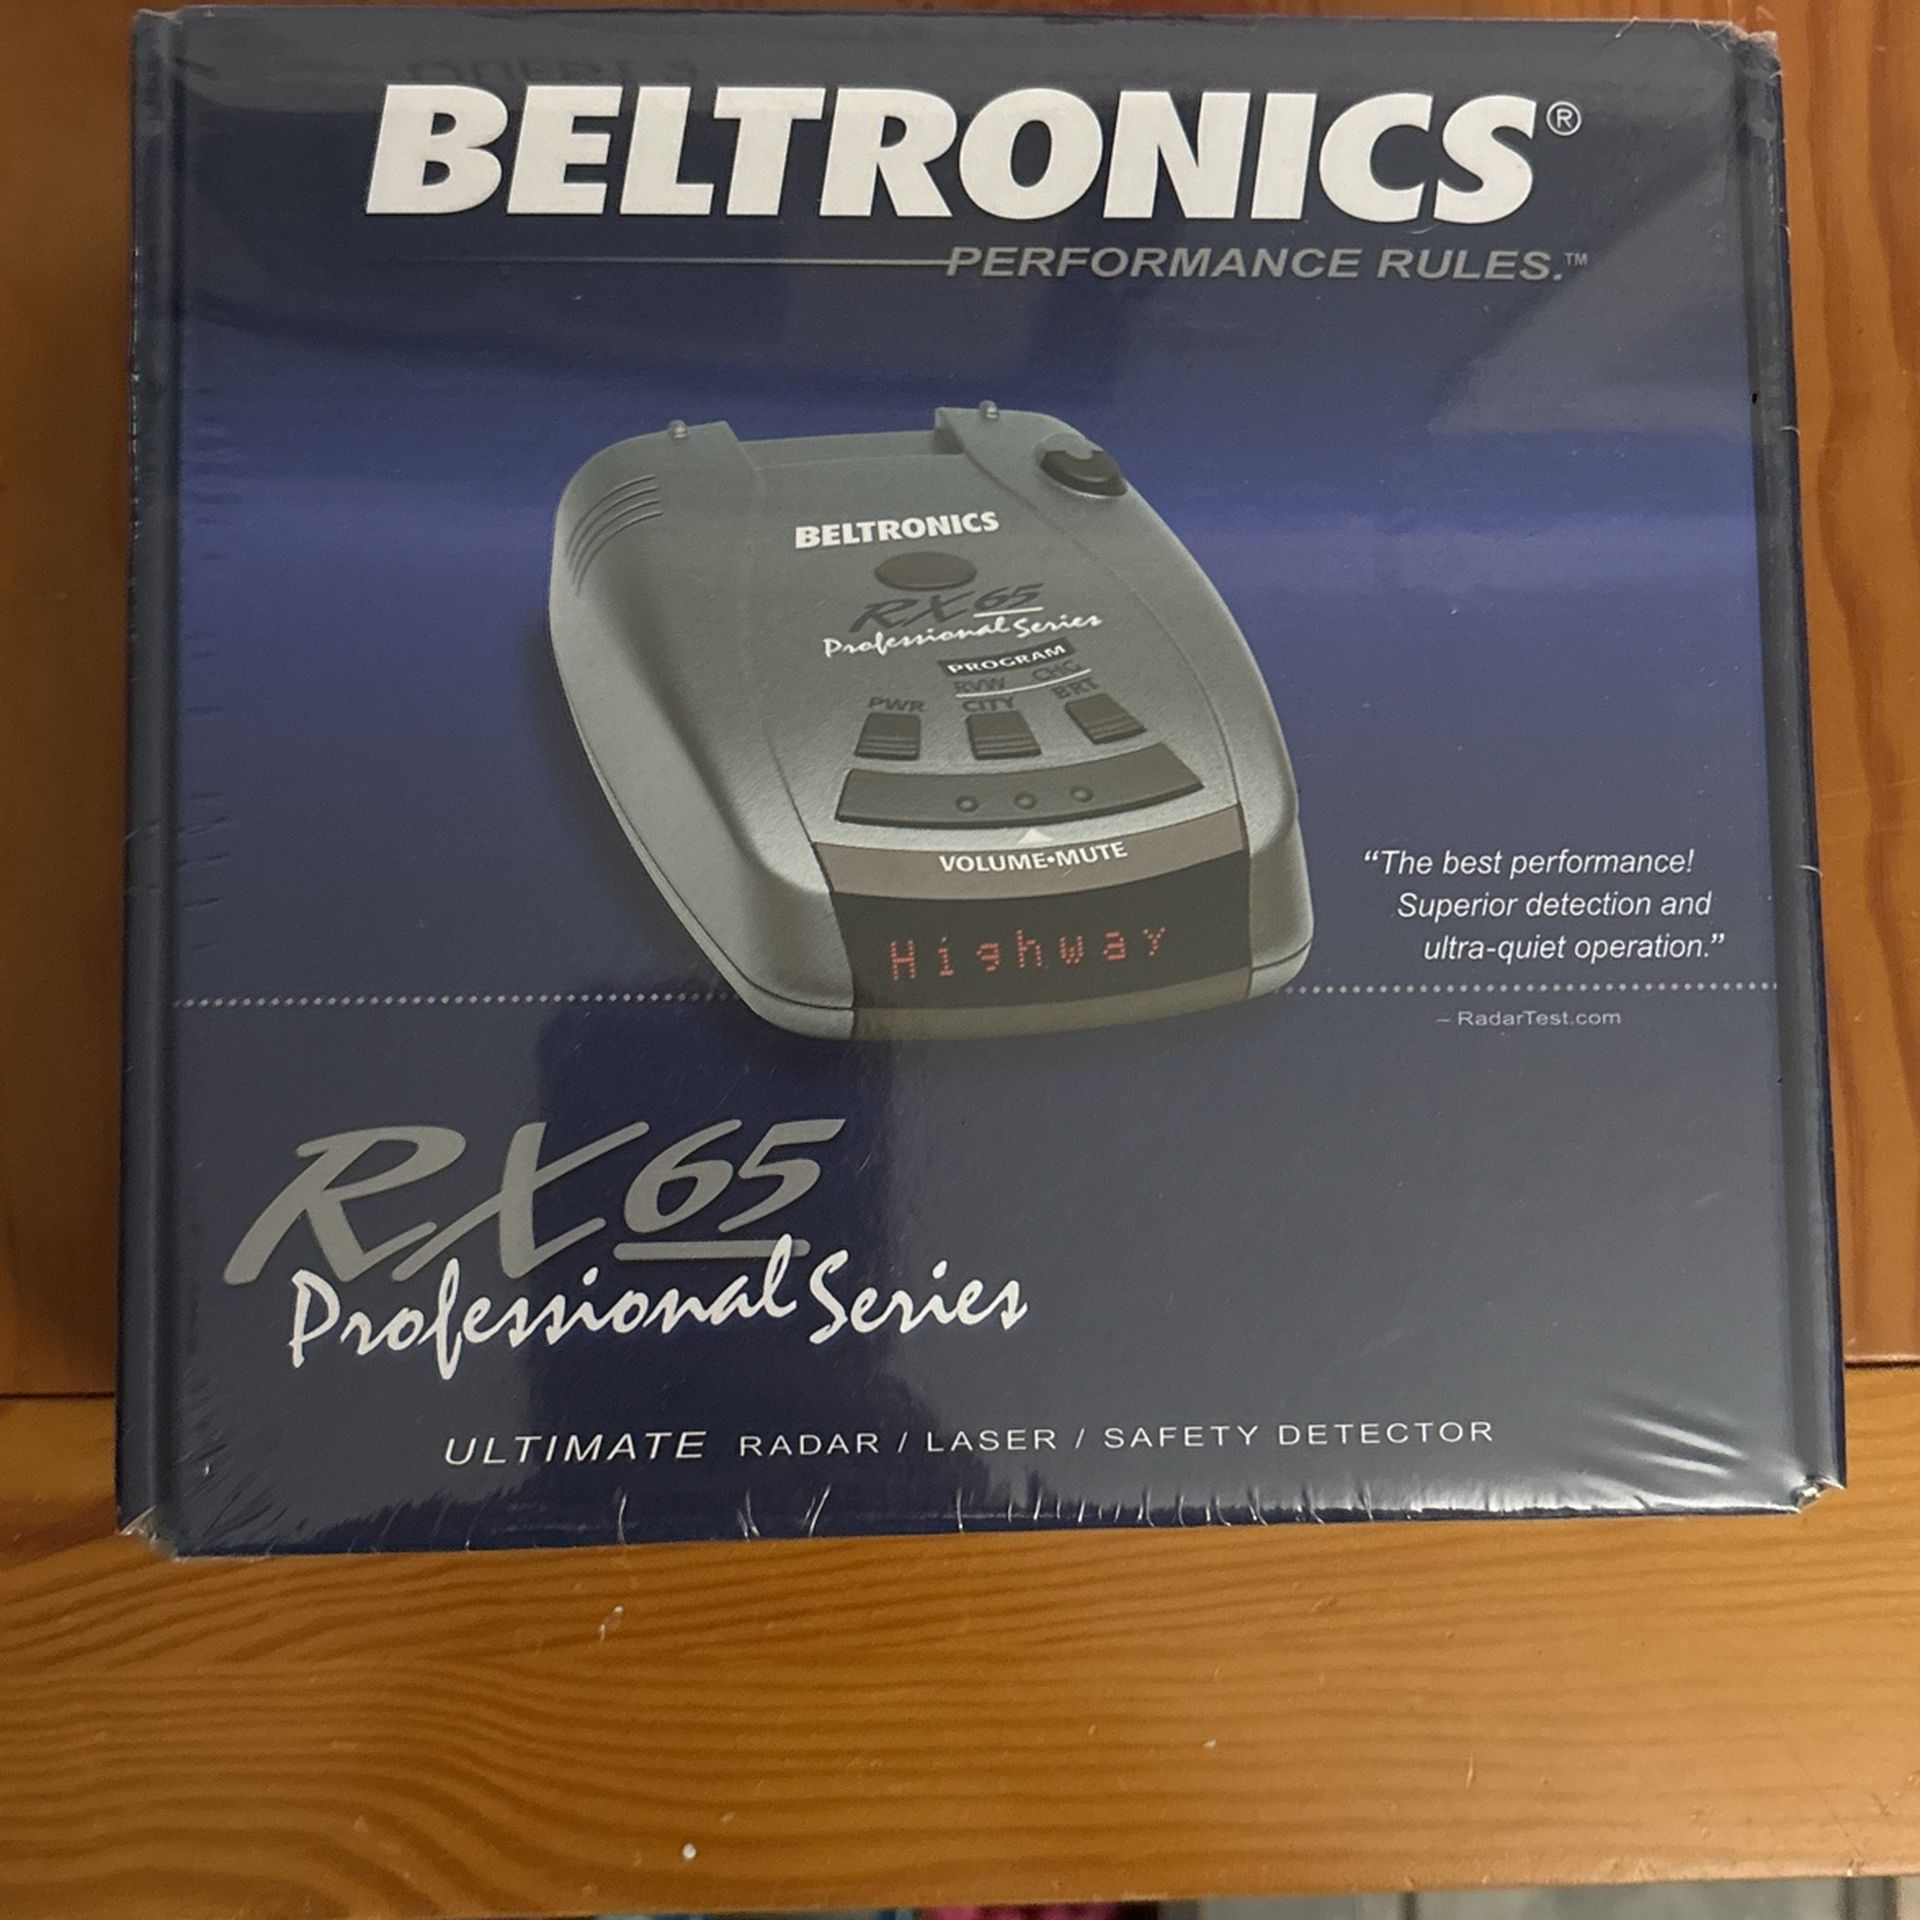 BELTRONICS®
PERFORMANCE RULES.™
BELTRONICS
RX65
Professional Series
PROGRAM
RVW CHG
PWR CITY BRT
VOLUME•MUTE
Highway
“The best performance!
Superior detection and
ultra-quiet operation.”
– RadarTest.com
RX65
Professional Series
ULTIMATE RADAR / LASER / SAFETY DETECTOR